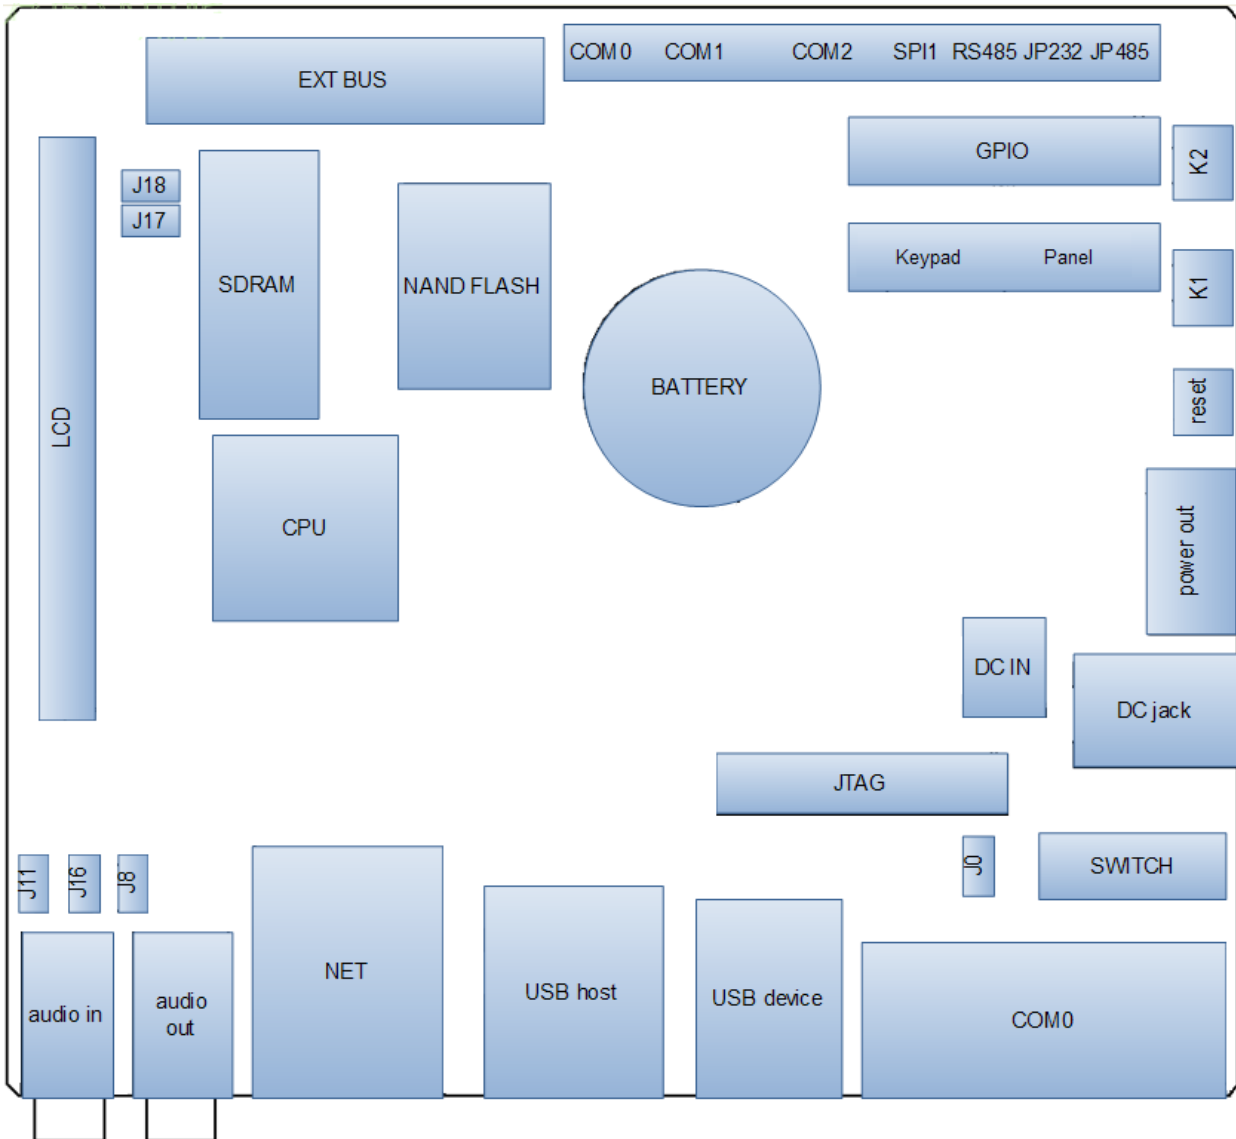 EXT BUS
COM0 COM1 COM2 SPI1 RS485 JP232 JP485
GPIO
K2
J18
J17
SDRAM
NAND FLASH
Keypad Panel
K1
BATTERY
reset
LCD
CPU
power out
DC IN
DC jack
JTAG
J11
J16
J8
J0
SWITCH
audio in
audio
out
NET
USB host
USB device
COM0